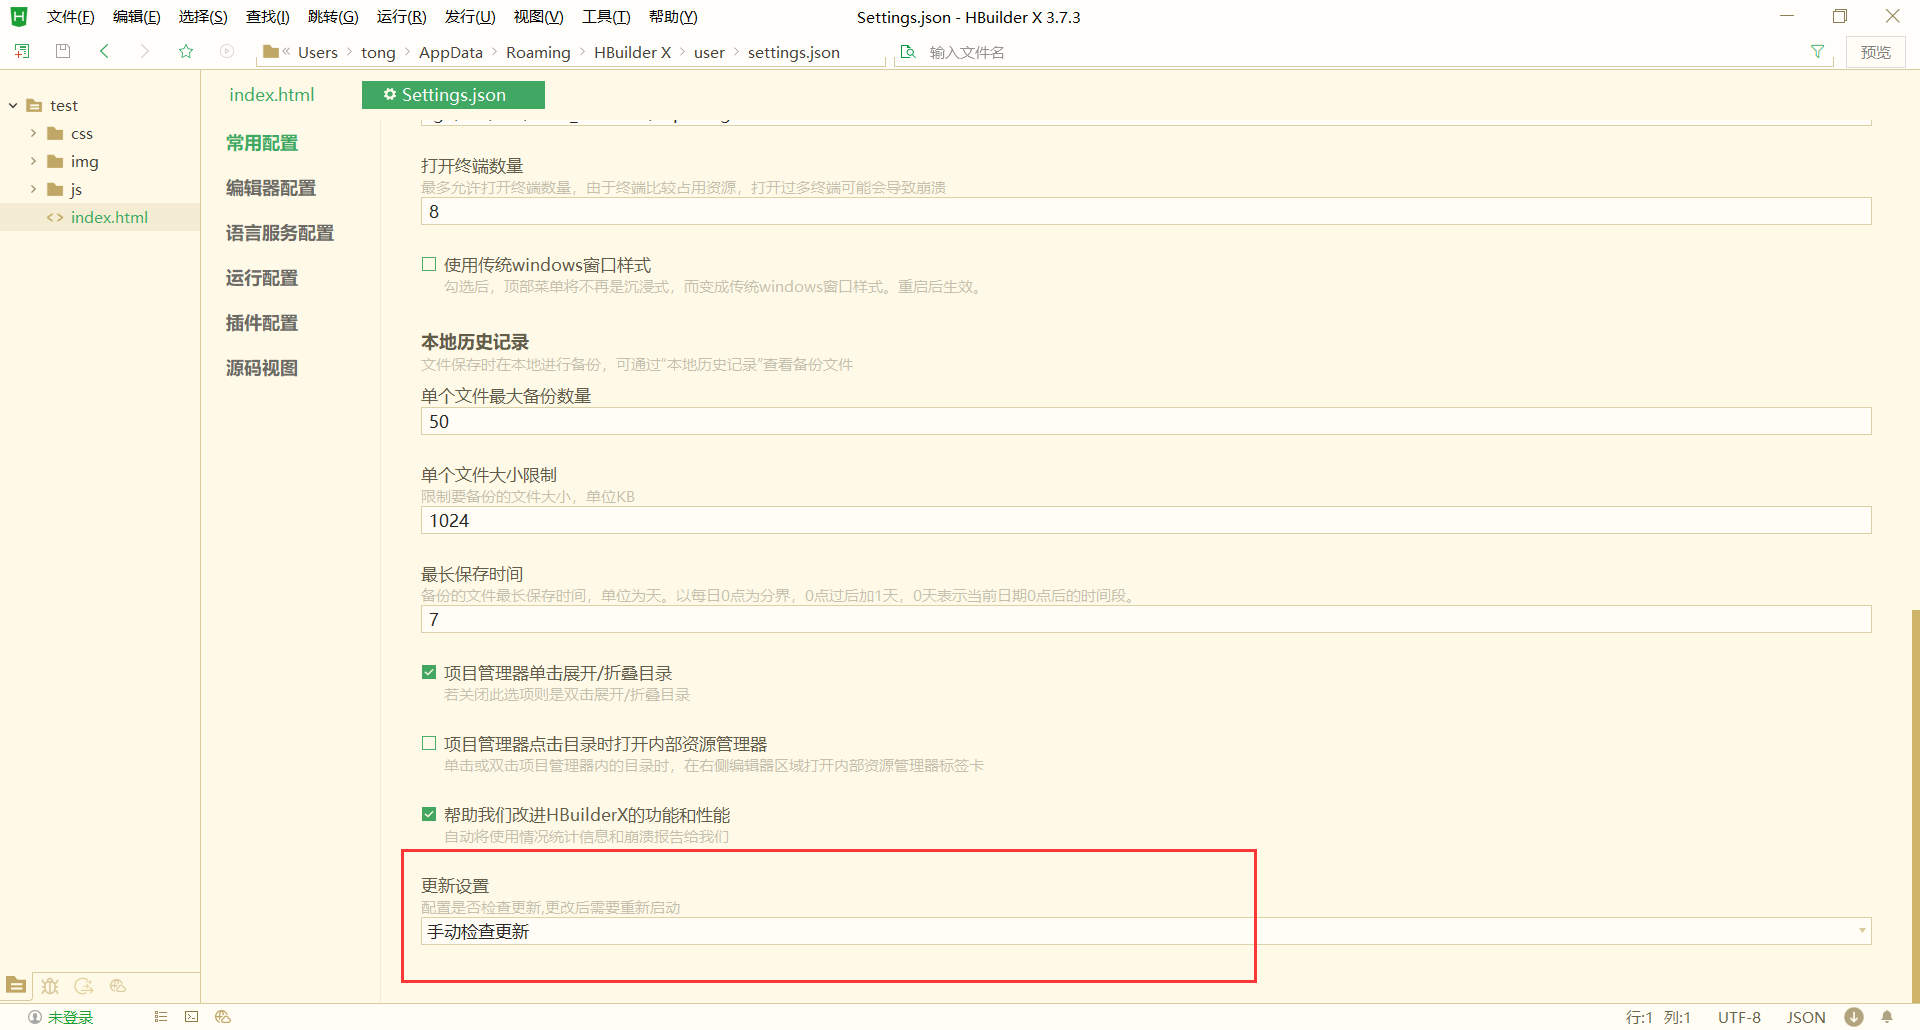 文件(F) 编辑(E) 选择(S) 查找(I) 跳转(G) 运行(R) 发行(U) 视图(V) 工具(T) 帮助(Y) Settings.json - HBuilder X 3.7.3
Users tong AppData Roaming HBuilder X user settings.json 输入文件名 预览
test
css
img
js
index.html
index.html Settings.json
常用配置
编辑器配置
语言服务配置
运行配置
插件配置
源码视图
打开终端数量
最多允许打开终端数量，由于终端比较占用资源，打开过多终端可能会导致崩溃
8
使用传统windows窗口样式
勾选后，顶部菜单将不再是沉浸式，而变成传统windows窗口样式。重启后生效。
本地历史记录
文件保存时在本地进行备份，可通过“本地历史记录”查看备份文件
单个文件最大备份数量
50
单个文件大小限制
限制要备份的文件大小，单位KB
1024
最长保存时间
备份的文件最长保存时间，单位为天。以每日0点为分界，0点过后加1天，0天表示当前日期0点后的时间段。
7
项目管理器单击展开/折叠目录
若关闭此选项则是双击展开/折叠目录
项目管理器点击目录时打开内部资源管理器
单击或双击项目管理器内的目录时，在右侧编辑器区域打开内部资源管理器标签卡
帮助我们改进HBuilderX的功能和性能
自动将使用情况统计信息和崩溃报告给我们
更新设置
配置是否检查更新,更改后需要重新启动
手动检查更新
未登录 行:1 列:1 UTF-8 JSON